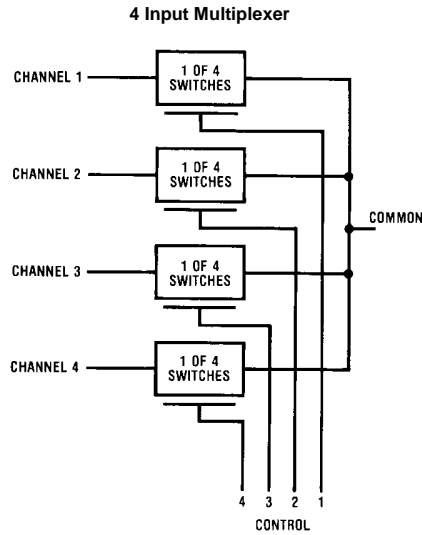 4 Input Multiplexer
CHANNEL 1
1 OF 4
SWITCHES
CHANNEL 2
1 OF 4
SWITCHES
COMMON
CHANNEL 3
1 OF 4
SWITCHES
CHANNEL 4
1 OF 4
SWITCHES
4 3 2 1
CONTROL